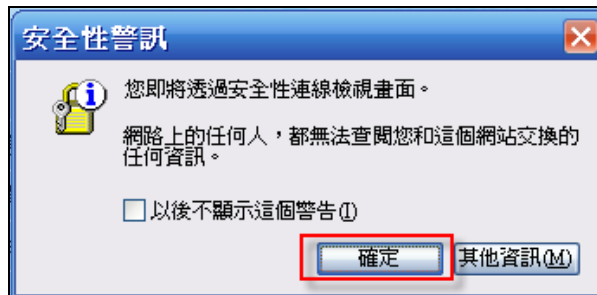 安全性警訊
您即將透過安全性連線檢視畫面。
網路上的任何人，都無法查閱您和這個網站交換的
任何資訊。
以後不顯示這個警告(I)
確定
其他資訊(M)